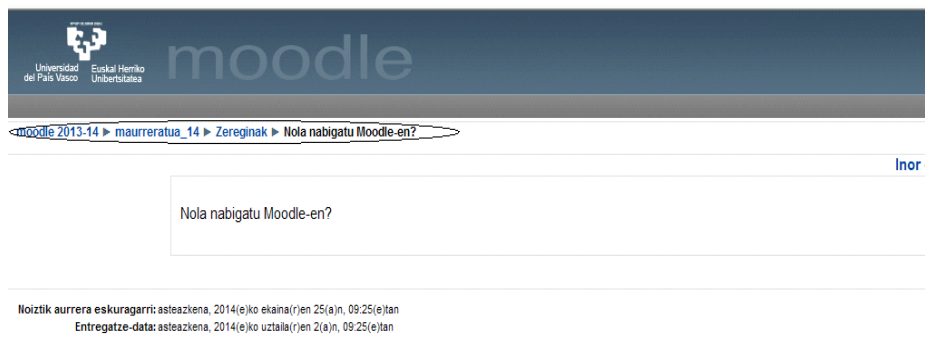 Universidad del País Vasco
Euskal Herriko Unibertsitatea
moodle
moodle 2013-14 ► maurreratua_14 ► Zereginak ► Nola nabigatu Moodle-en?
Inor
Nola nabigatu Moodle-en?
Noiztik aurrera eskuragarri: asteazkena, 2014(e)ko ekaina(r)en 25(a)n, 09:25(e)tan
Entregatze-data: asteazkena, 2014(e)ko uztaila(r)en 2(a)n, 09:25(e)tan